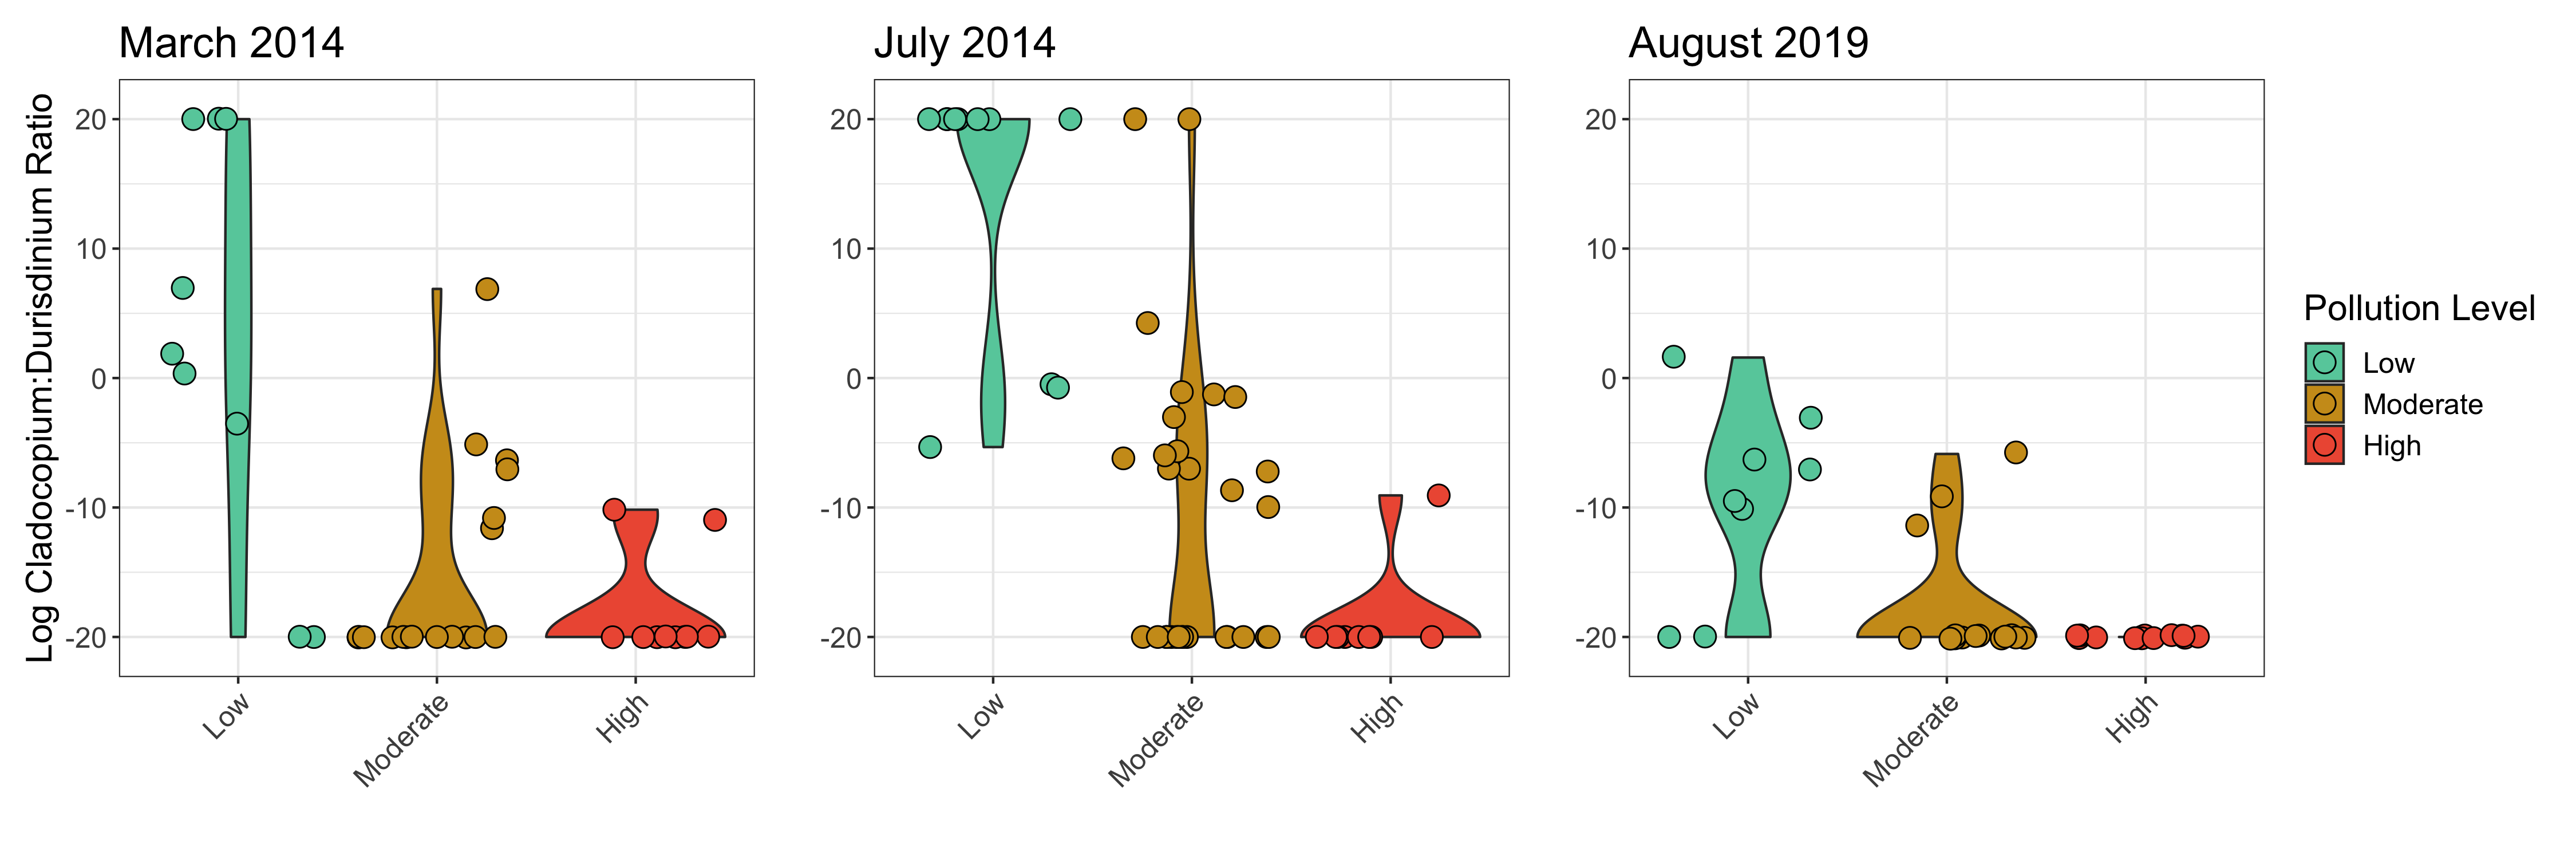 March 2014
July 2014
August 2019
Log Cladocopium:Durisdinium Ratio
20
10
0
-10
-20
Low
Moderate
High
20
10
0
-10
-20
Low
Moderate
High
20
10
0
-10
-20
Low
Moderate
High
Pollution Level
Low
Moderate
High